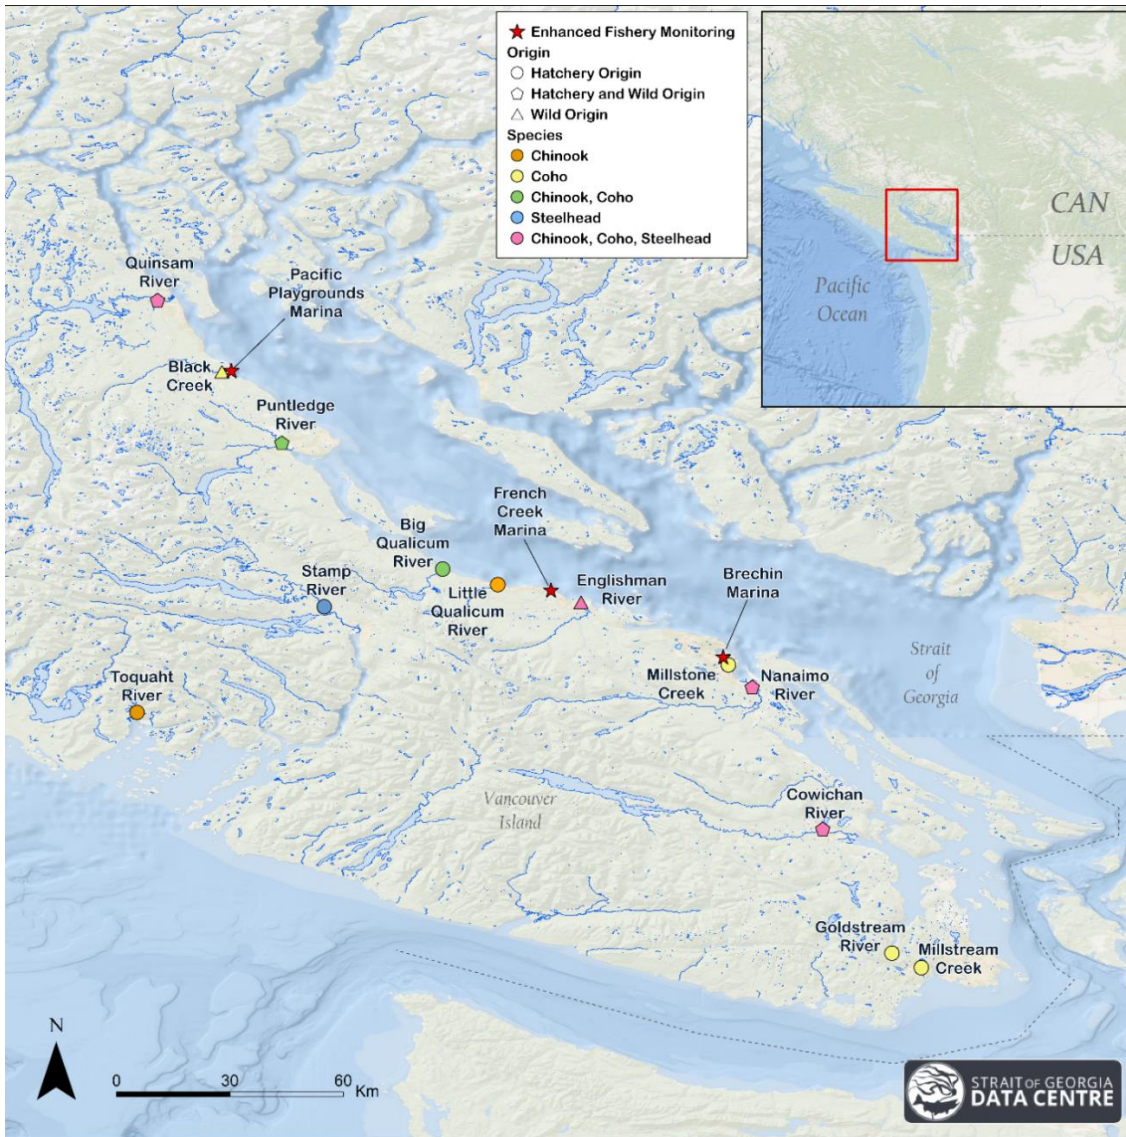 Enhanced Fishery Monitoring
Origin
Hatchery Origin
Hatchery and Wild Origin
Wild Origin
Species
Chinook
Coho
Chinook, Coho
Steelhead
Chinook, Coho, Steelhead
CAN
USA
Pacific
Ocean
Quinsam
River
Pacific
Playgrounds
Marina
Black
Creek
Puntledge
River
French
Creek
Marina
Big
Qualicum
River
Stamp
River
Little
Qualicum
River
Englishman
River
Brechin
Marina
Toquaht
River
Millstone
Creek
Nanaimo
River
Strait
of
Georgia
Vancouver
Island
Cowichan
River
Goldstream
River
Millstream
Creek
N
0 30 60
Km
STRAIT OF GEORGIA
DATA CENTRE